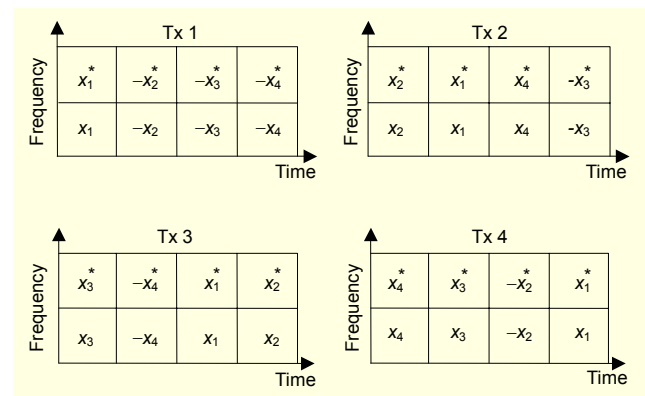 Tx 1
Frequency
x₁* −x₂* −x₃* −x₄*
x₁ −x₂ −x₃ −x₄
Time
Tx 2
Frequency
x₂* x₁* x₄* -x₃*
x₂ x₁ x₄ -x₃
Time
Tx 3
Frequency
x₃* −x₄* x₁* x₂*
x₃ −x₄ x₁ x₂
Time
Tx 4
Frequency
x₄* x₃* −x₂* x₁*
x₄ x₃ −x₂ x₁
Time